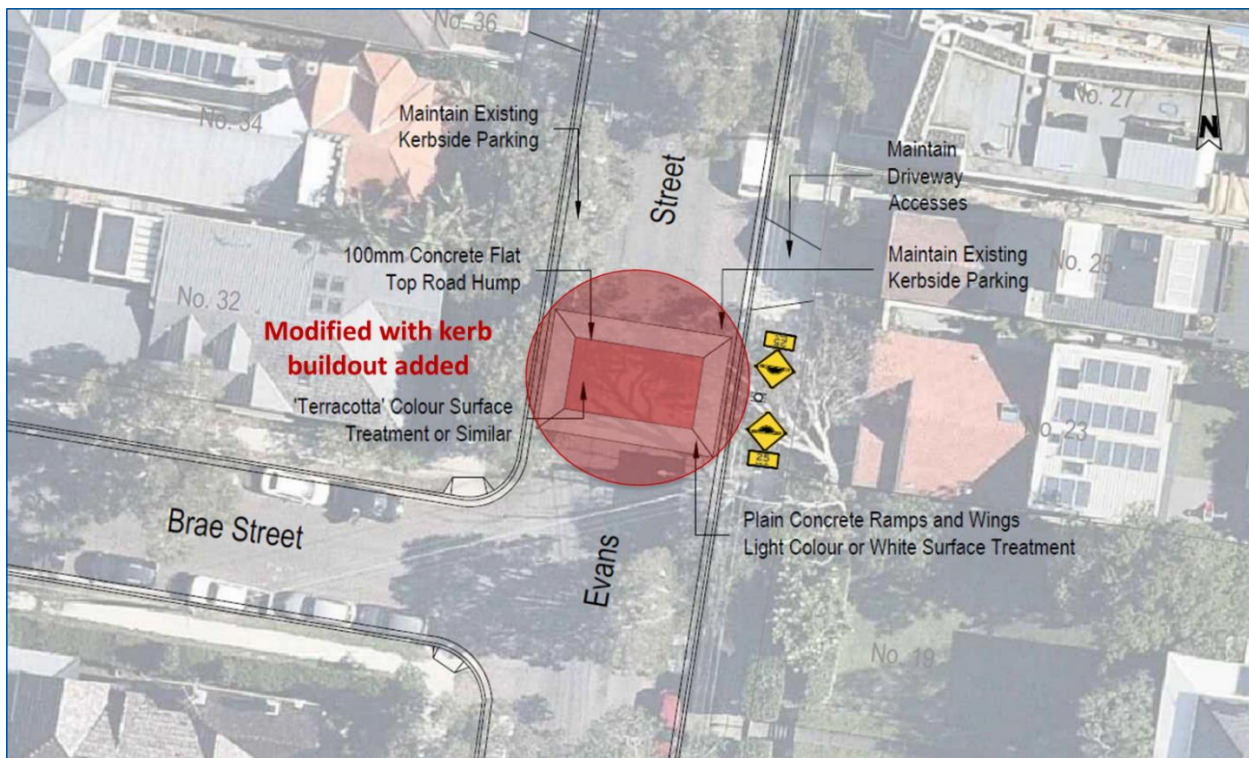 No. 36
No. 34
Maintain Existing
Kerbside Parking
Street
N
No. 27
Maintain
Driveway
Accesses
100mm Concrete Flat
Top Road Hump
Maintain Existing
Kerbside Parking
No. 25
No. 32
Modified with kerb
buildout added
'Terracotta' Colour Surface
Treatment or Similar
25
25
No. 23
Brae Street
Evans
Plain Concrete Ramps and Wings
Light Colour or White Surface Treatment
No. 19